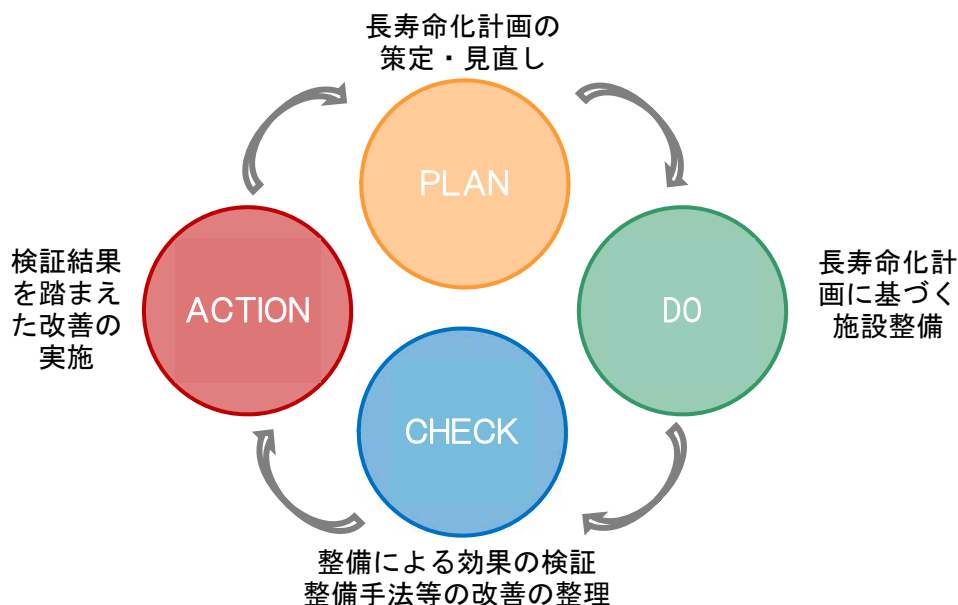 長寿命化計画の
策定・見直し
PLAN
検証結果
を踏まえ
た改善の
実施
ACTION
DO
長寿命化計
画に基づく
施設整備
CHECK
整備による効果の検証
整備手法等の改善の整理